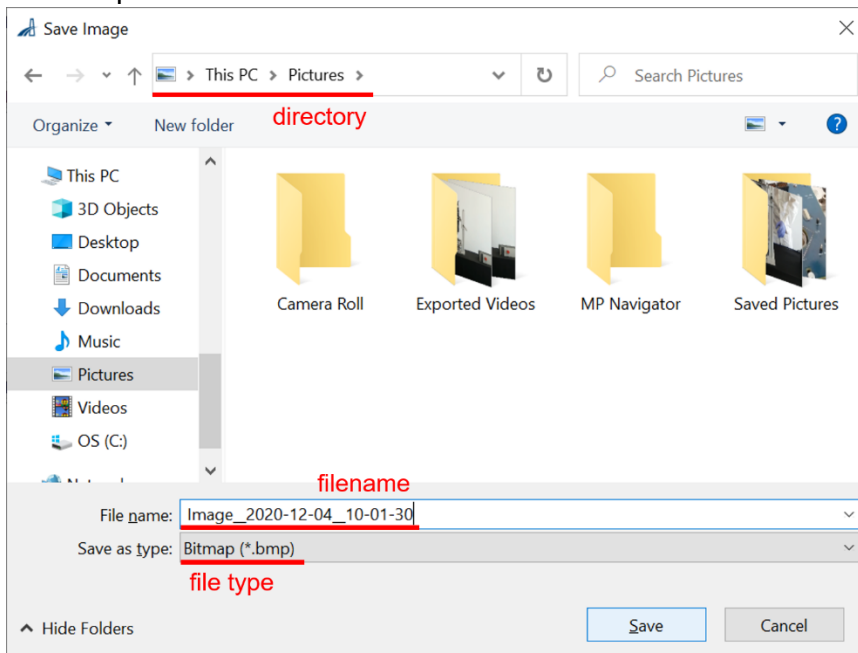 Save Image
This PC > Pictures >
Search Pictures
Organize
New folder
directory
This PC
3D Objects
Desktop
Documents
Downloads
Music
Pictures
Videos
OS (C:)
Camera Roll
Exported Videos
MP Navigator
Saved Pictures
filename
File name: Image__2020-12-04__10-01-30
Save as type: Bitmap (*.bmp)
file type
Hide Folders
Save
Cancel